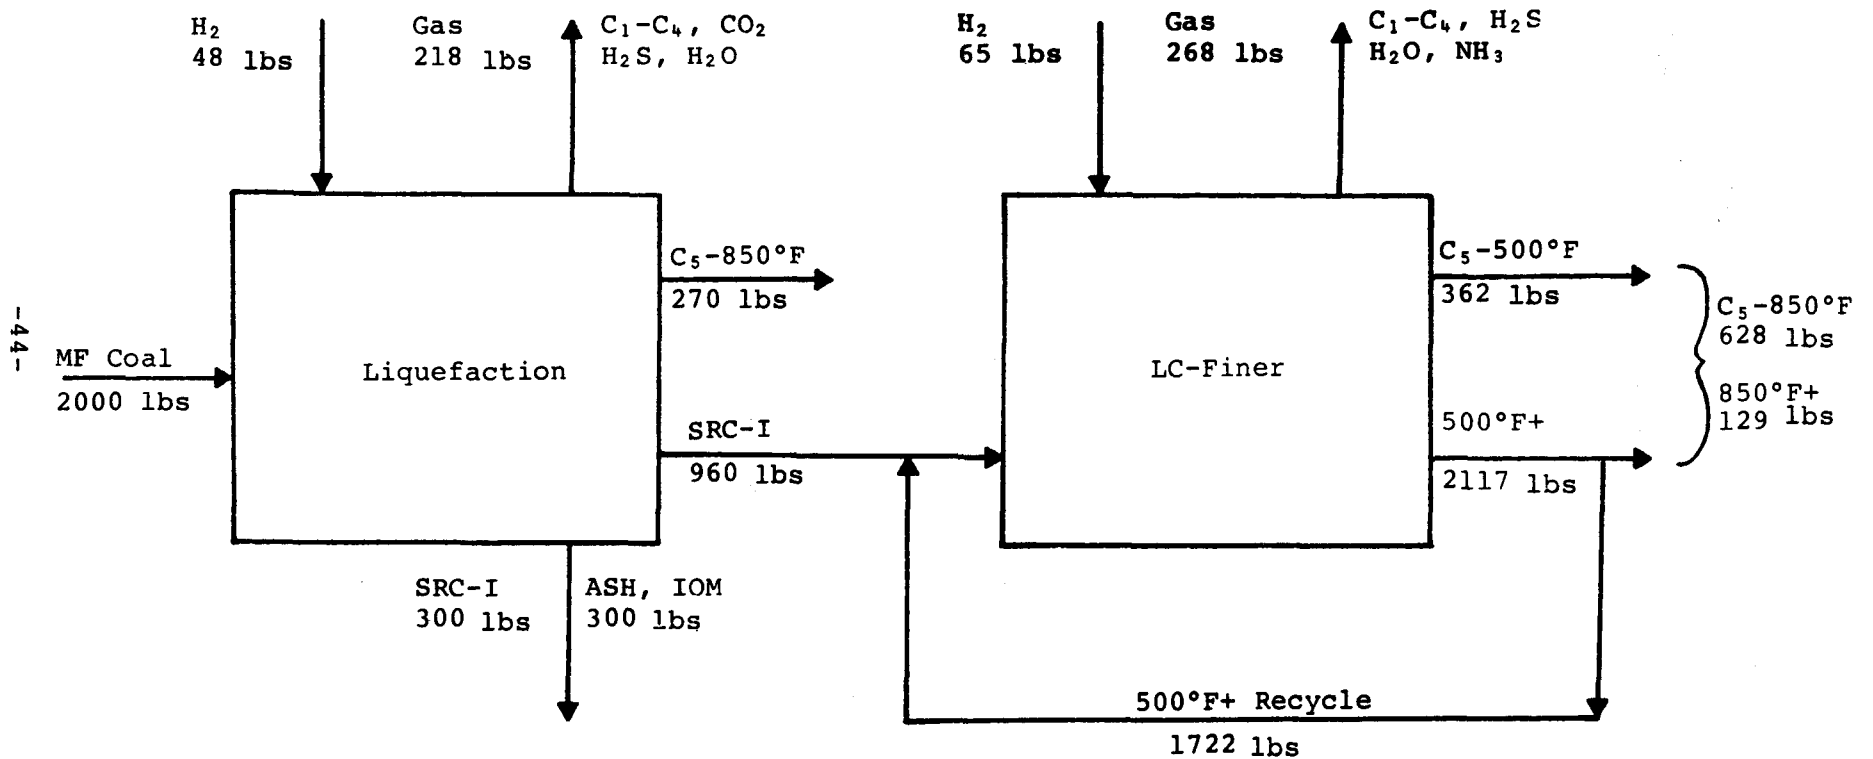 H₂
48 lbs
Gas
218 lbs
C₁-C₄, CO₂
H₂S, H₂O
H₂
65 lbs
Gas
268 lbs
C₁-C₄, H₂S
H₂O, NH₃
C₅-850°F
270 lbs
C₅-500°F
362 lbs
C₅-850°F
628 lbs
850°F+
129 lbs
-44-
MF Coal
2000 lbs
Liquefaction
LC-Finer
SRC-I
960 lbs
500°F+
2117 lbs
SRC-I
300 lbs
ASH, IOM
300 lbs
500°F+ Recycle
1722 lbs